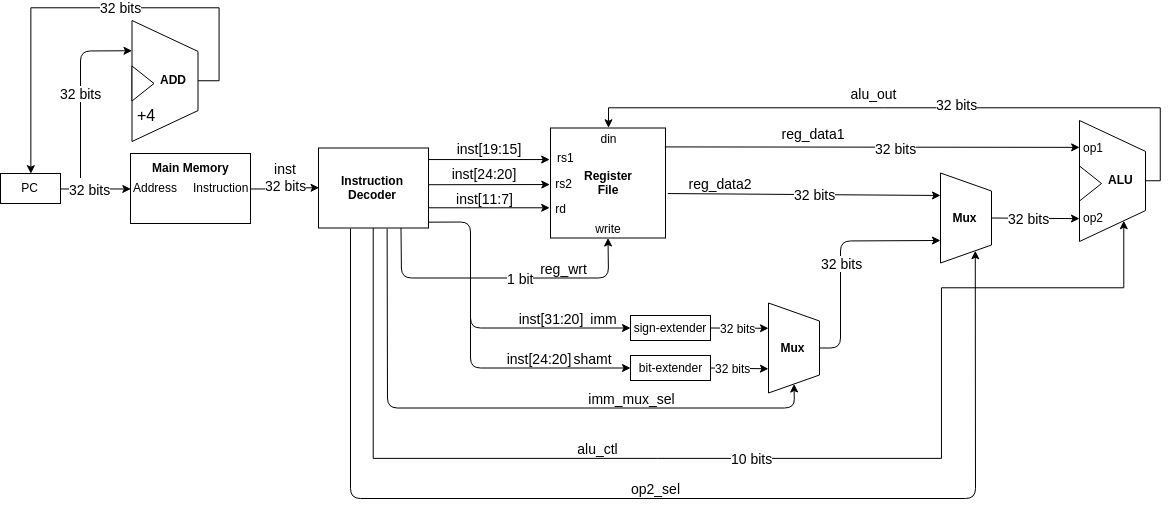 32 bits
ADD
32 bits
+4
alu_out
32 bits
inst[19:15]
din
reg_data1
32 bits
op1
Main Memory
inst
rs1
PC
32 bits
Address
Instruction
32 bits
Instruction
Decoder
inst[24:20]
rs2
Register
File
reg_data2
32 bits
ALU
inst[11:7]
rd
Mux
32 bits
op2
write
reg_wrt
1 bit
32 bits
inst[31:20]
imm
sign-extender
32 bits
Mux
inst[24:20]
shamt
bit-extender
32 bits
imm_mux_sel
alu_ctl
10 bits
op2_sel